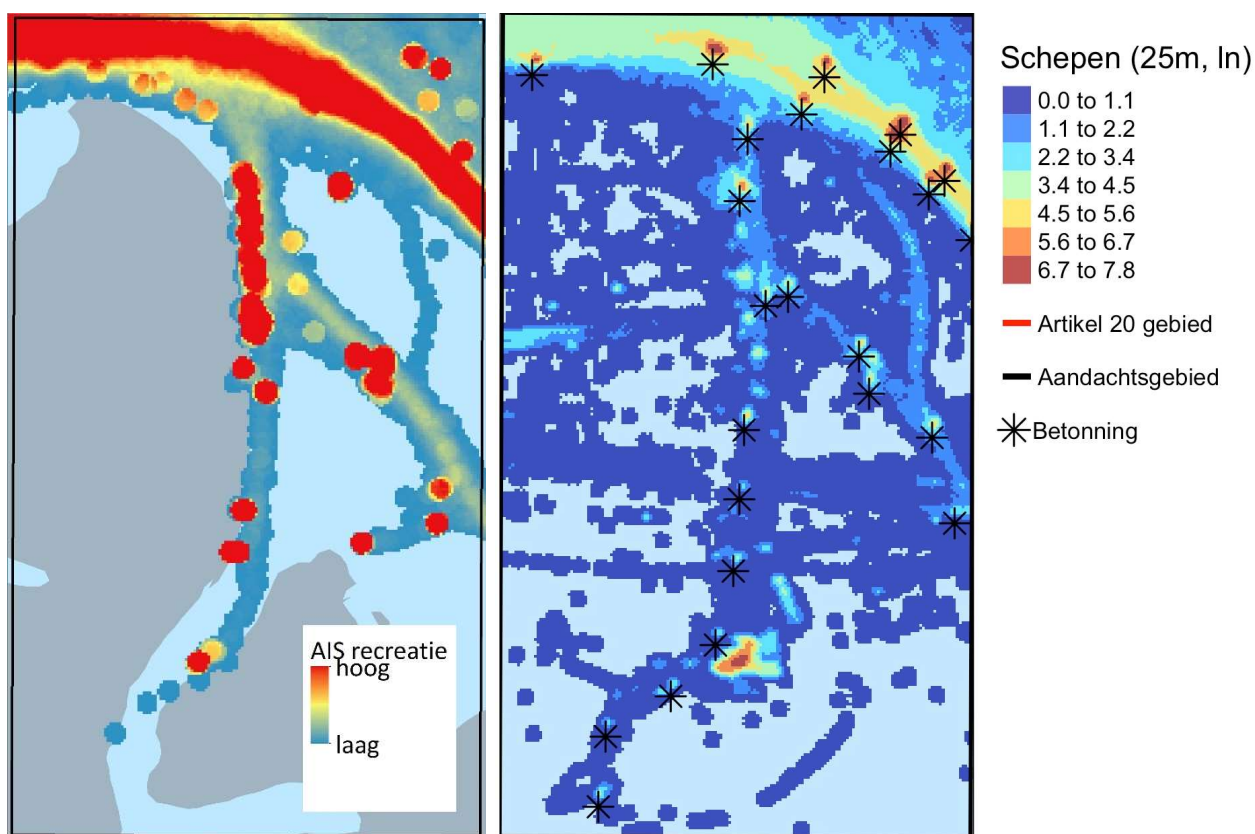 AIS recreatie
hoog
laag
Schepen (25m, ln)
0.0 to 1.1
1.1 to 2.2
2.2 to 3.4
3.4 to 4.5
4.5 to 5.6
5.6 to 6.7
6.7 to 7.8
Artikel 20 gebied
Aandachtsgebied
Betonning